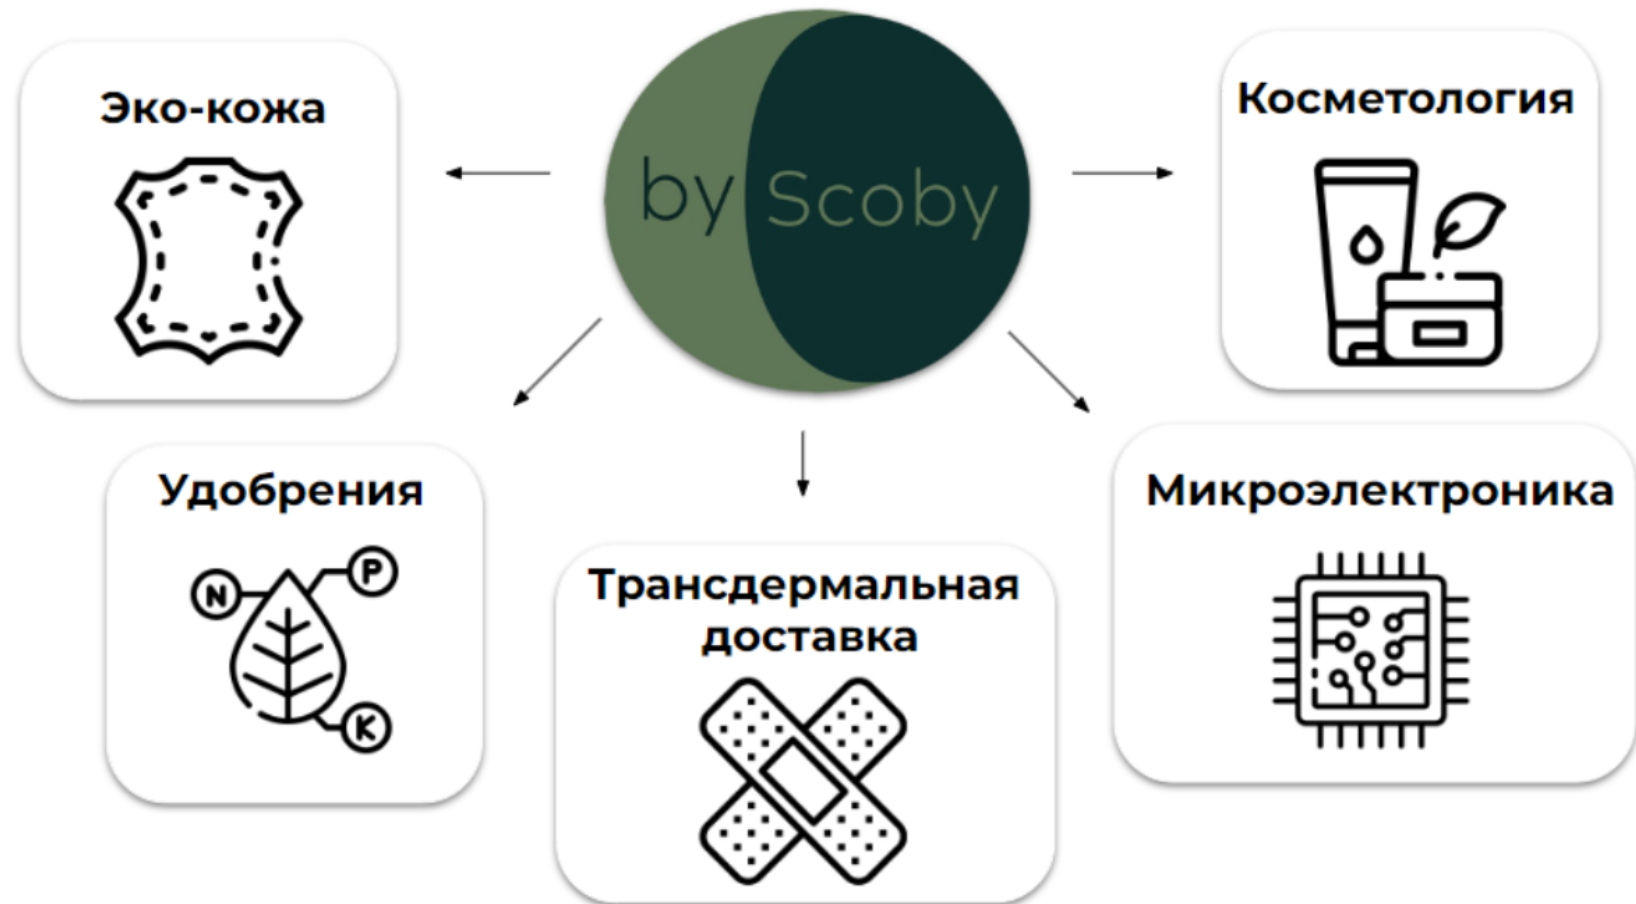 Эко-кожа
by Scoby
Косметология
Удобрения
N
P
K
Трансдермальная
доставка
Микроэлектроника